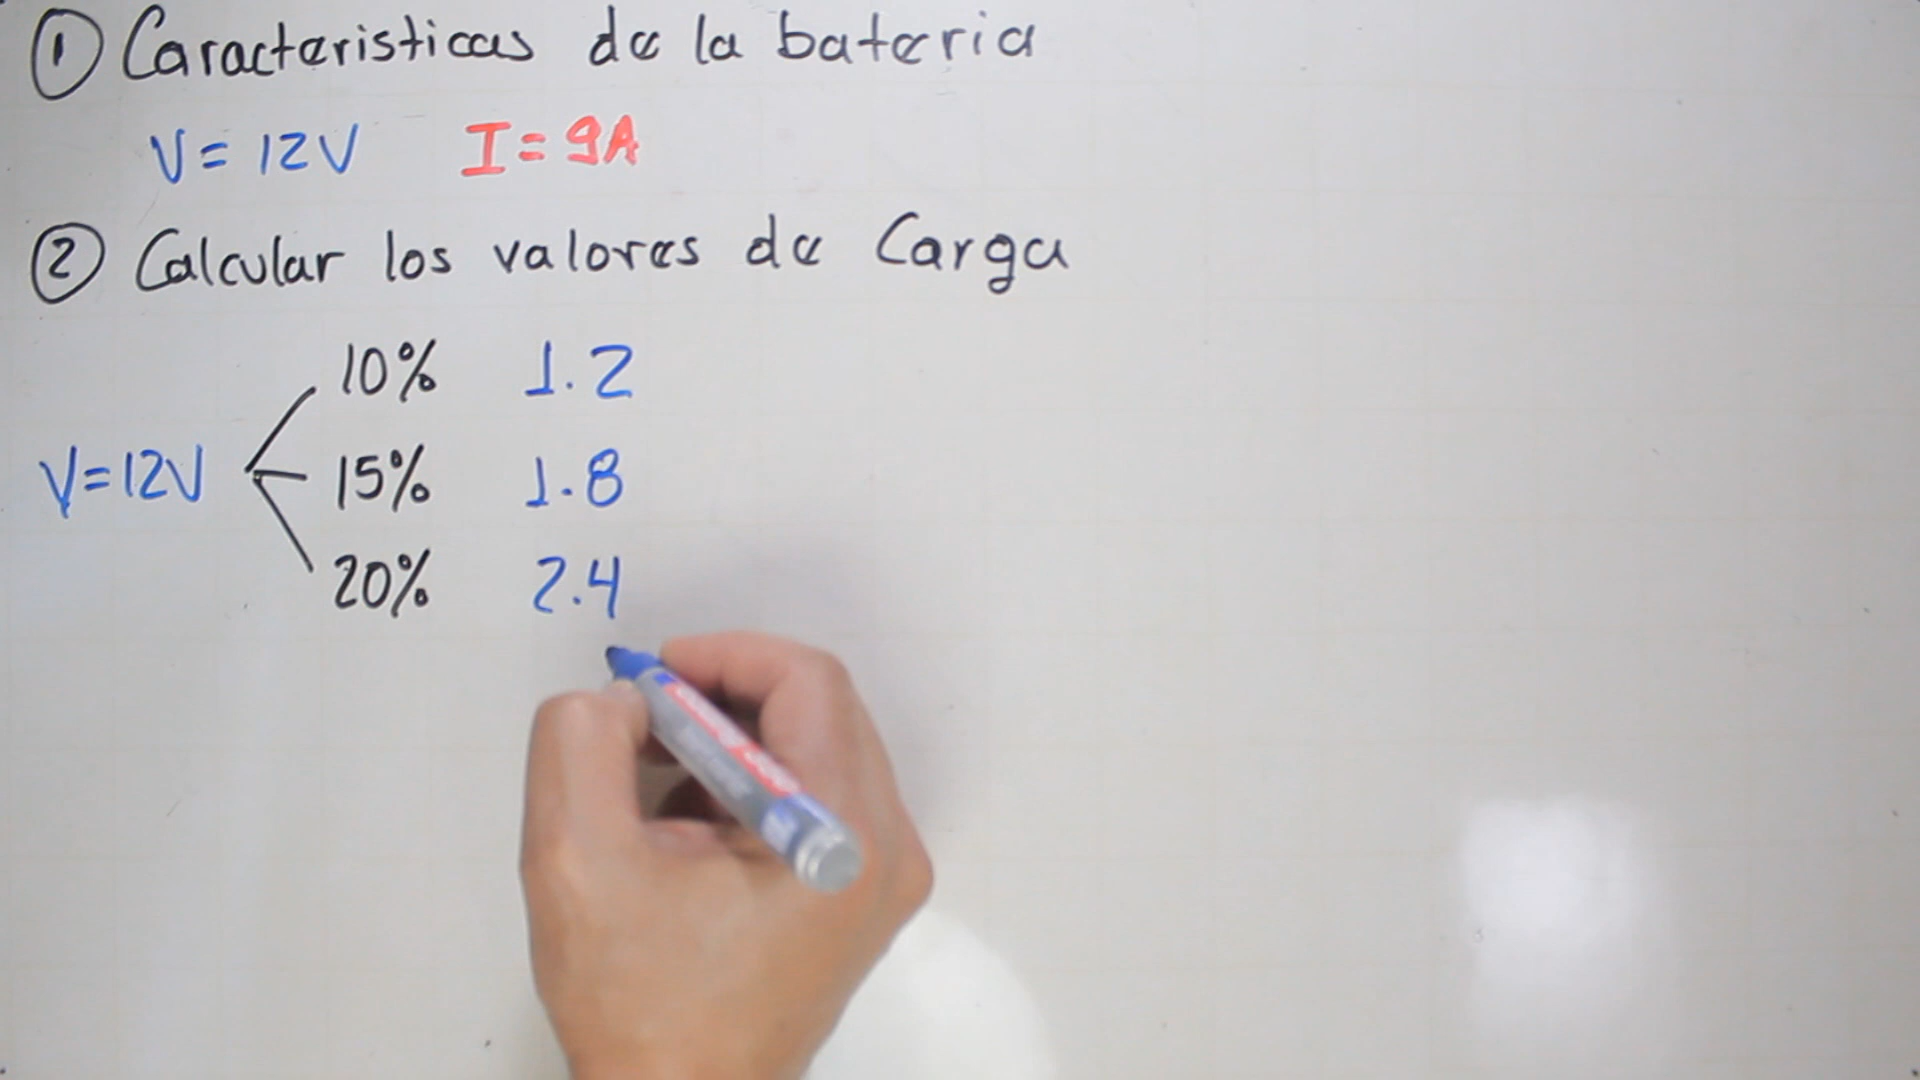 ① Caracteristicas de la bateria
V = 12V I = 9A
② Calcular los valores de Carga
10% 1.2
V=12V 15% 1.8
20% 2.4